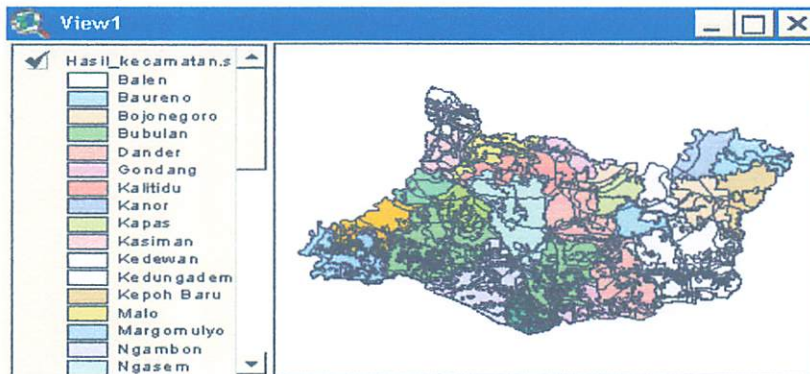 View1
Hasil_kecamatan.s
Balen
Baureno
Bojonegoro
Bubulan
Dander
Gondang
Kalitidu
Kanor
Kapas
Kasiman
Kedewan
Kedungadem
Kepoh Baru
Malo
Margomulyo
Ngambon
Ngasem